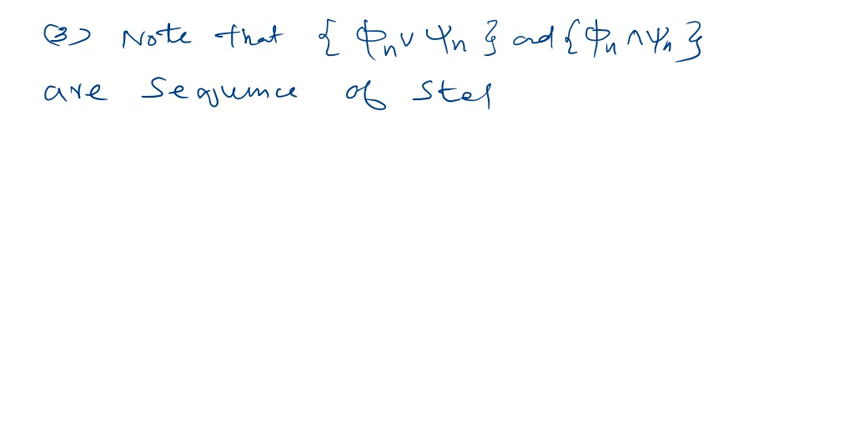 (3) Note that { ϕn ∨ ψn } and { ϕn ∧ ψn }
are sequence of step